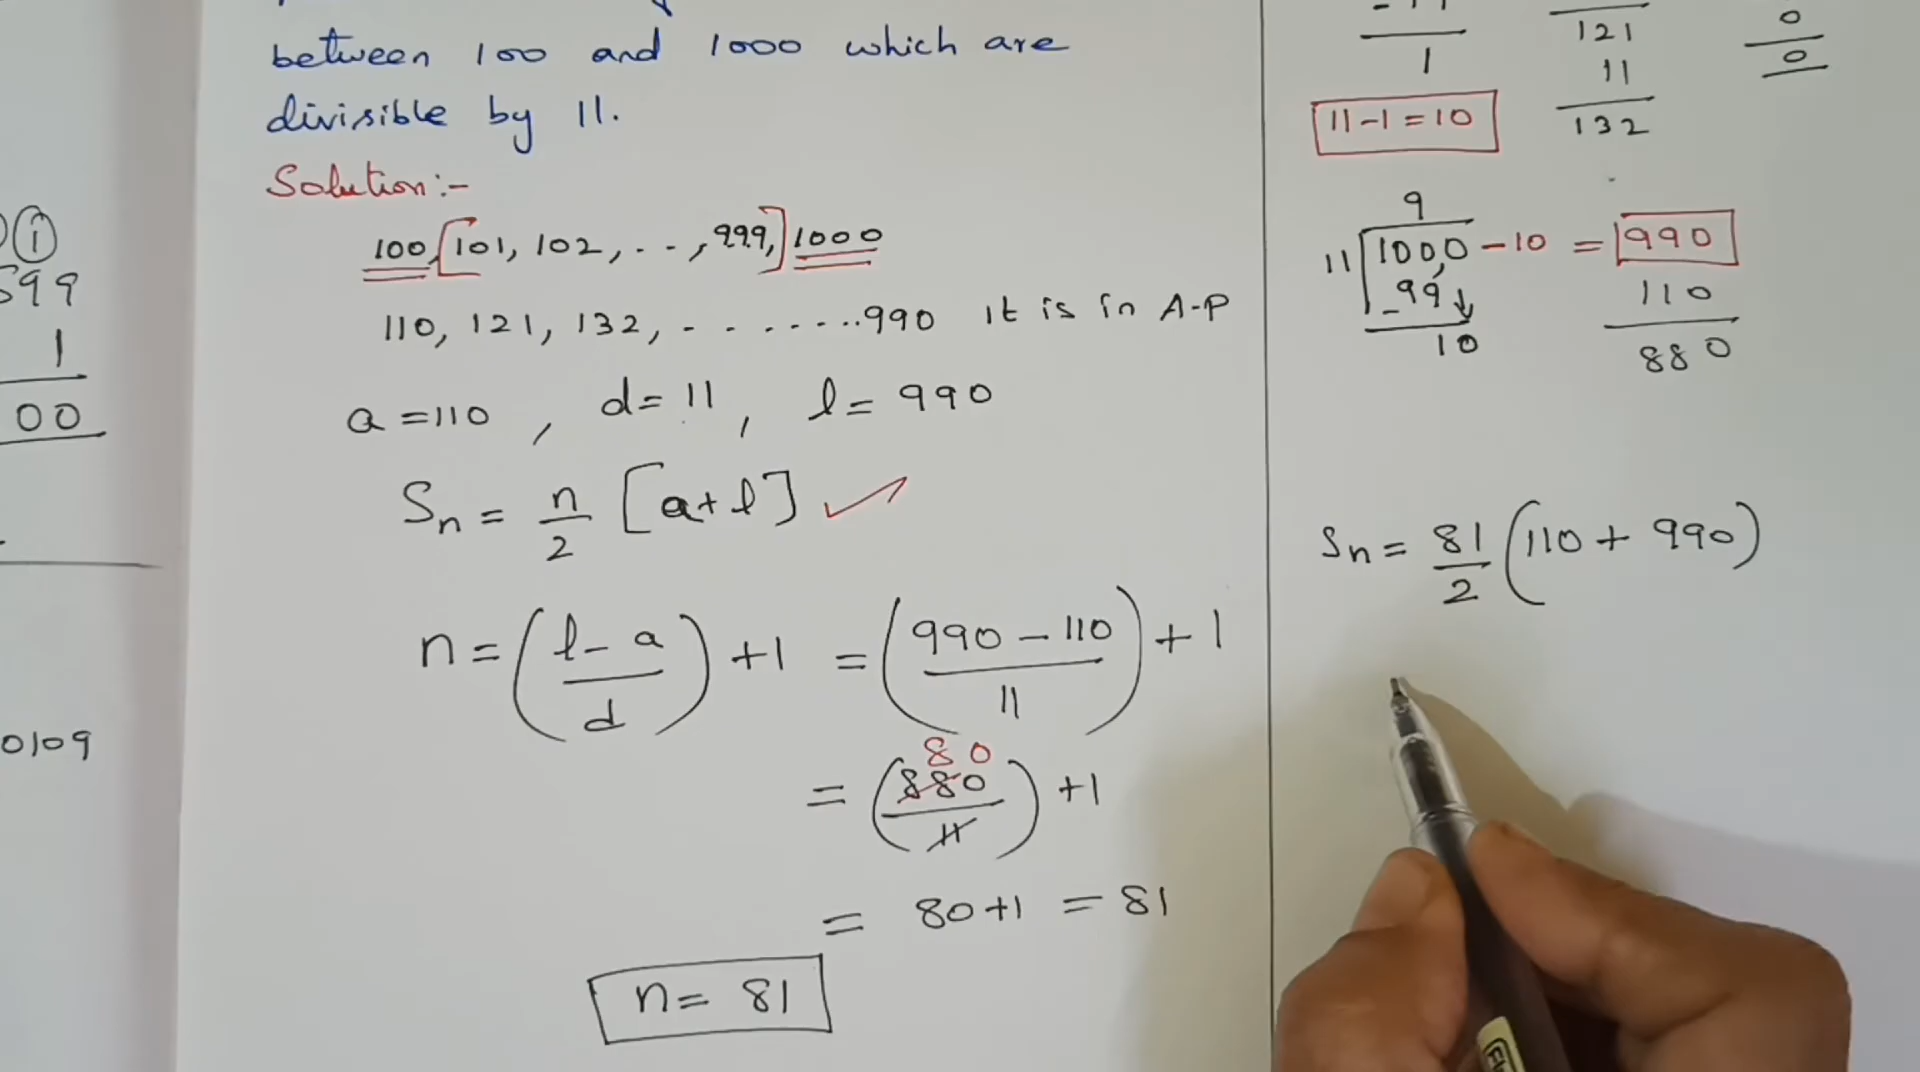 between 100 and 1000 which are
divisible by 11.
Solution:-
100, [101, 102, . . , 999,] 1000
110, 121, 132, - . . . . . . 990 It is in A-P
a = 110 , d = 11 , l = 990
Sn = n/2 [a+l] ✓
n = (l - a / d) + 1 = (990 - 110 / 11) + 1
80
= (880 / 11) + 1
= 80+1 = 81
n = 81
1
11-1 = 10
121
11
132
0
0
9
11 1000 - 10 = 990
- 99
10
110
880
Sn = 81/2 (110 + 990)
1
99
1
00
0109